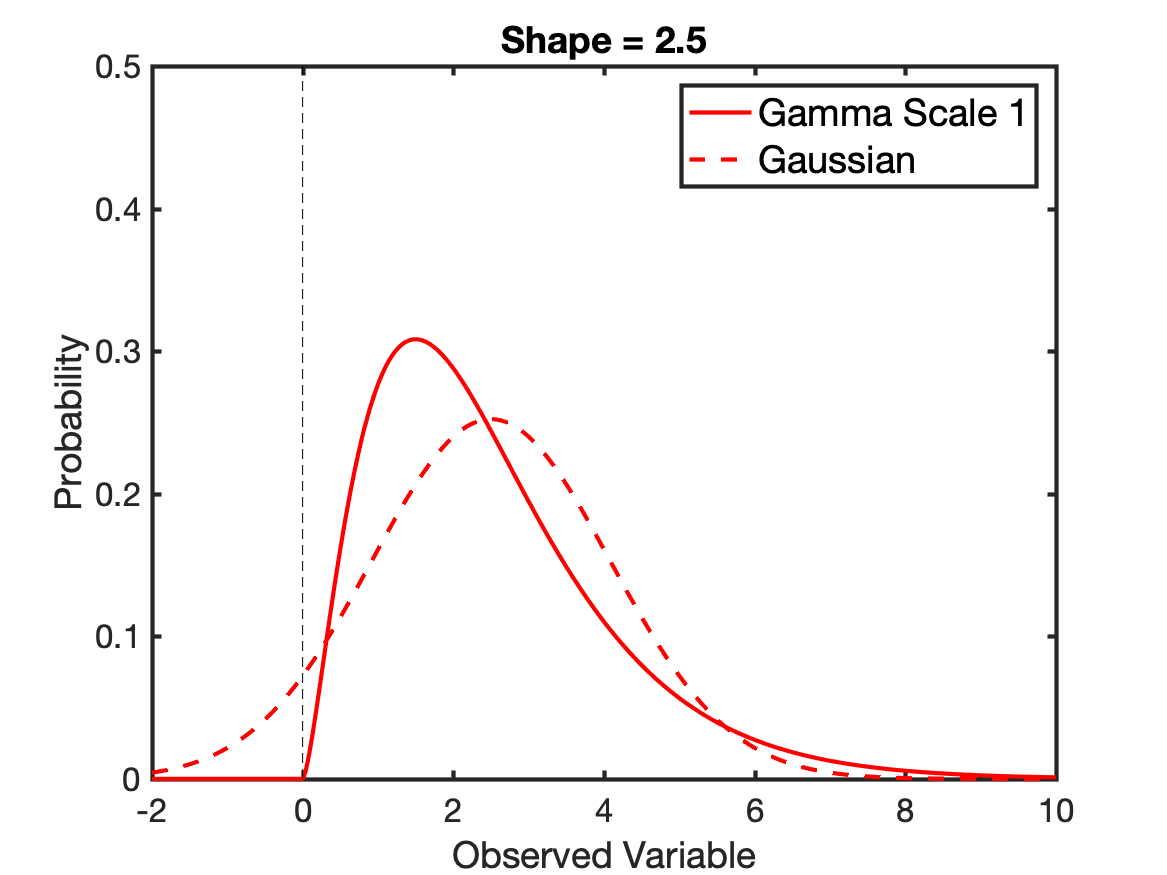 Shape = 2.5
0.5
0.4
0.3
0.2
0.1
0
Probability
Gamma Scale 1
Gaussian
-2 0 2 4 6 8 10
Observed Variable